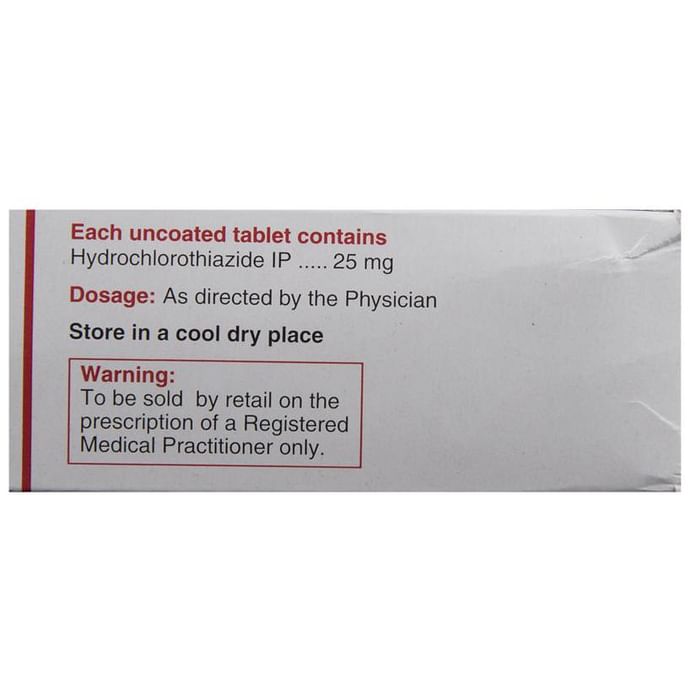 Each uncoated tablet contains
Hydrochlorothiazide IP ..... 25 mg
Dosage: As directed by the Physician
Store in a cool dry place
Warning:
To be sold by retail on the
prescription of a Registered
Medical Practitioner only.